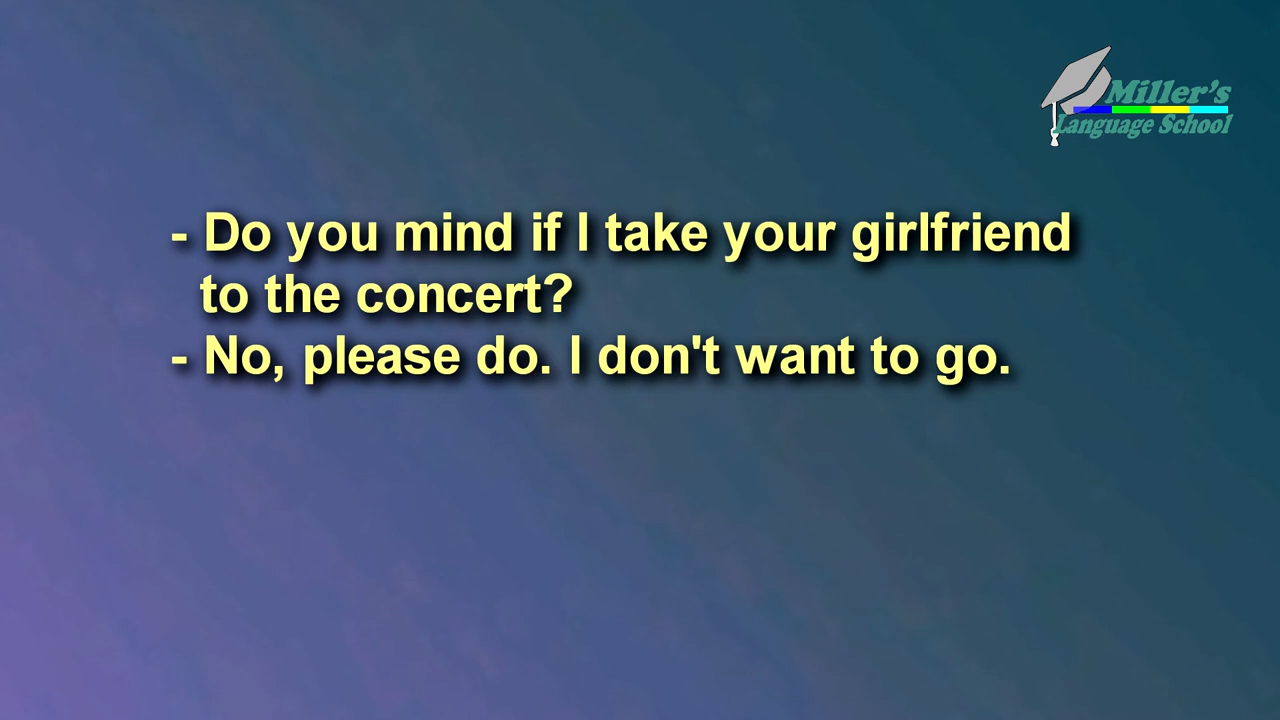 Miller's
Language School
- Do you mind if I take your girlfriend
to the concert?
- No, please do. I don't want to go.